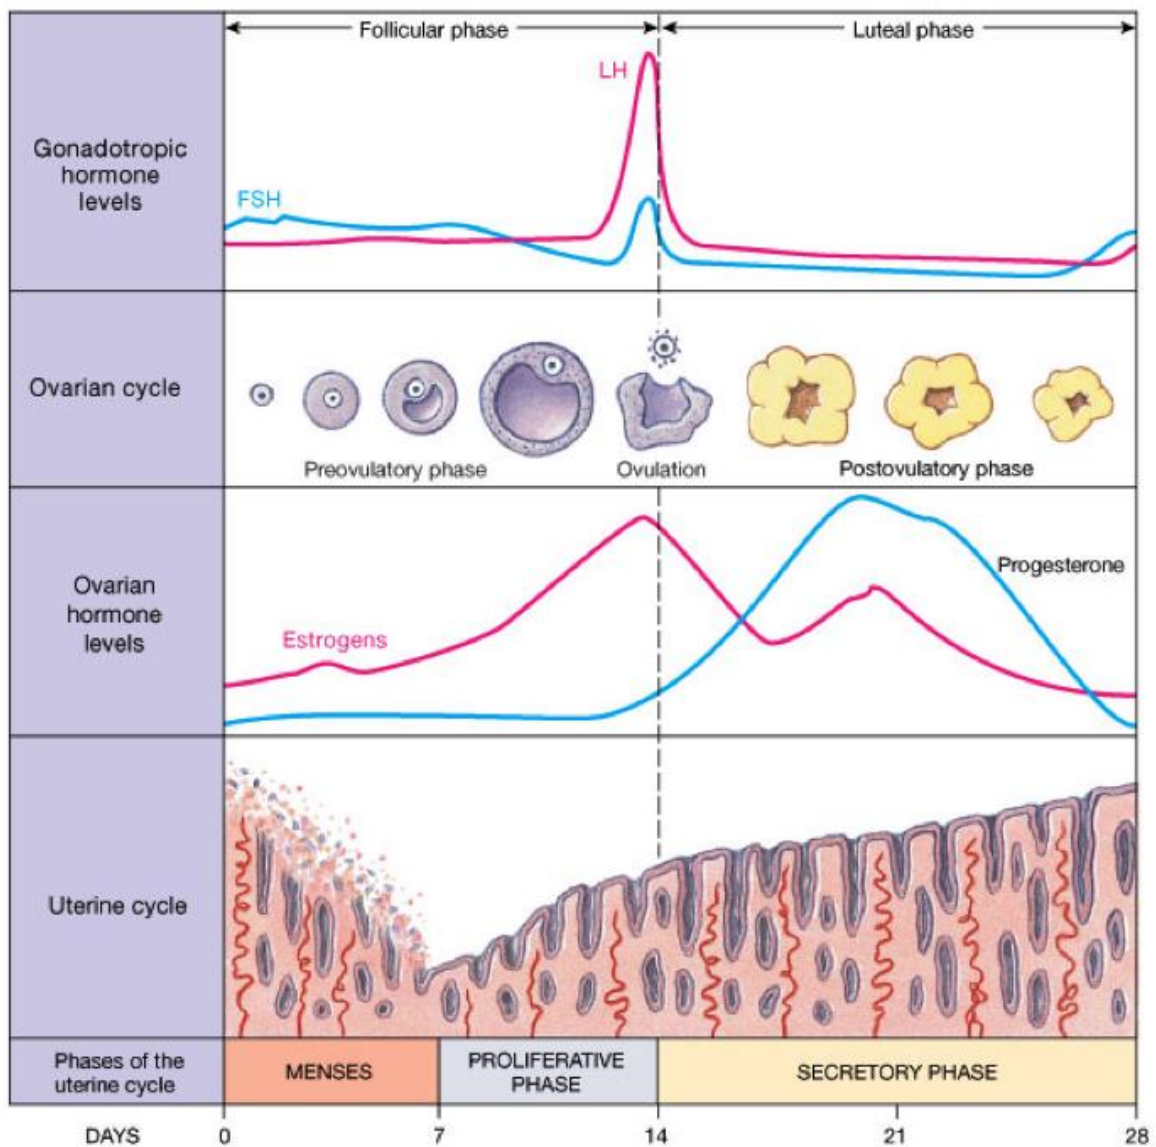 Follicular phase
Luteal phase
LH
Gonadotropic
hormone
levels
FSH
Ovarian cycle
Preovulatory phase
Ovulation
Postovulatory phase
Ovarian
hormone
levels
Progesterone
Estrogens
Uterine cycle
Phases of the
uterine cycle
MENSES
PROLIFERATIVE
PHASE
SECRETORY PHASE
DAYS
0
7
14
21
28